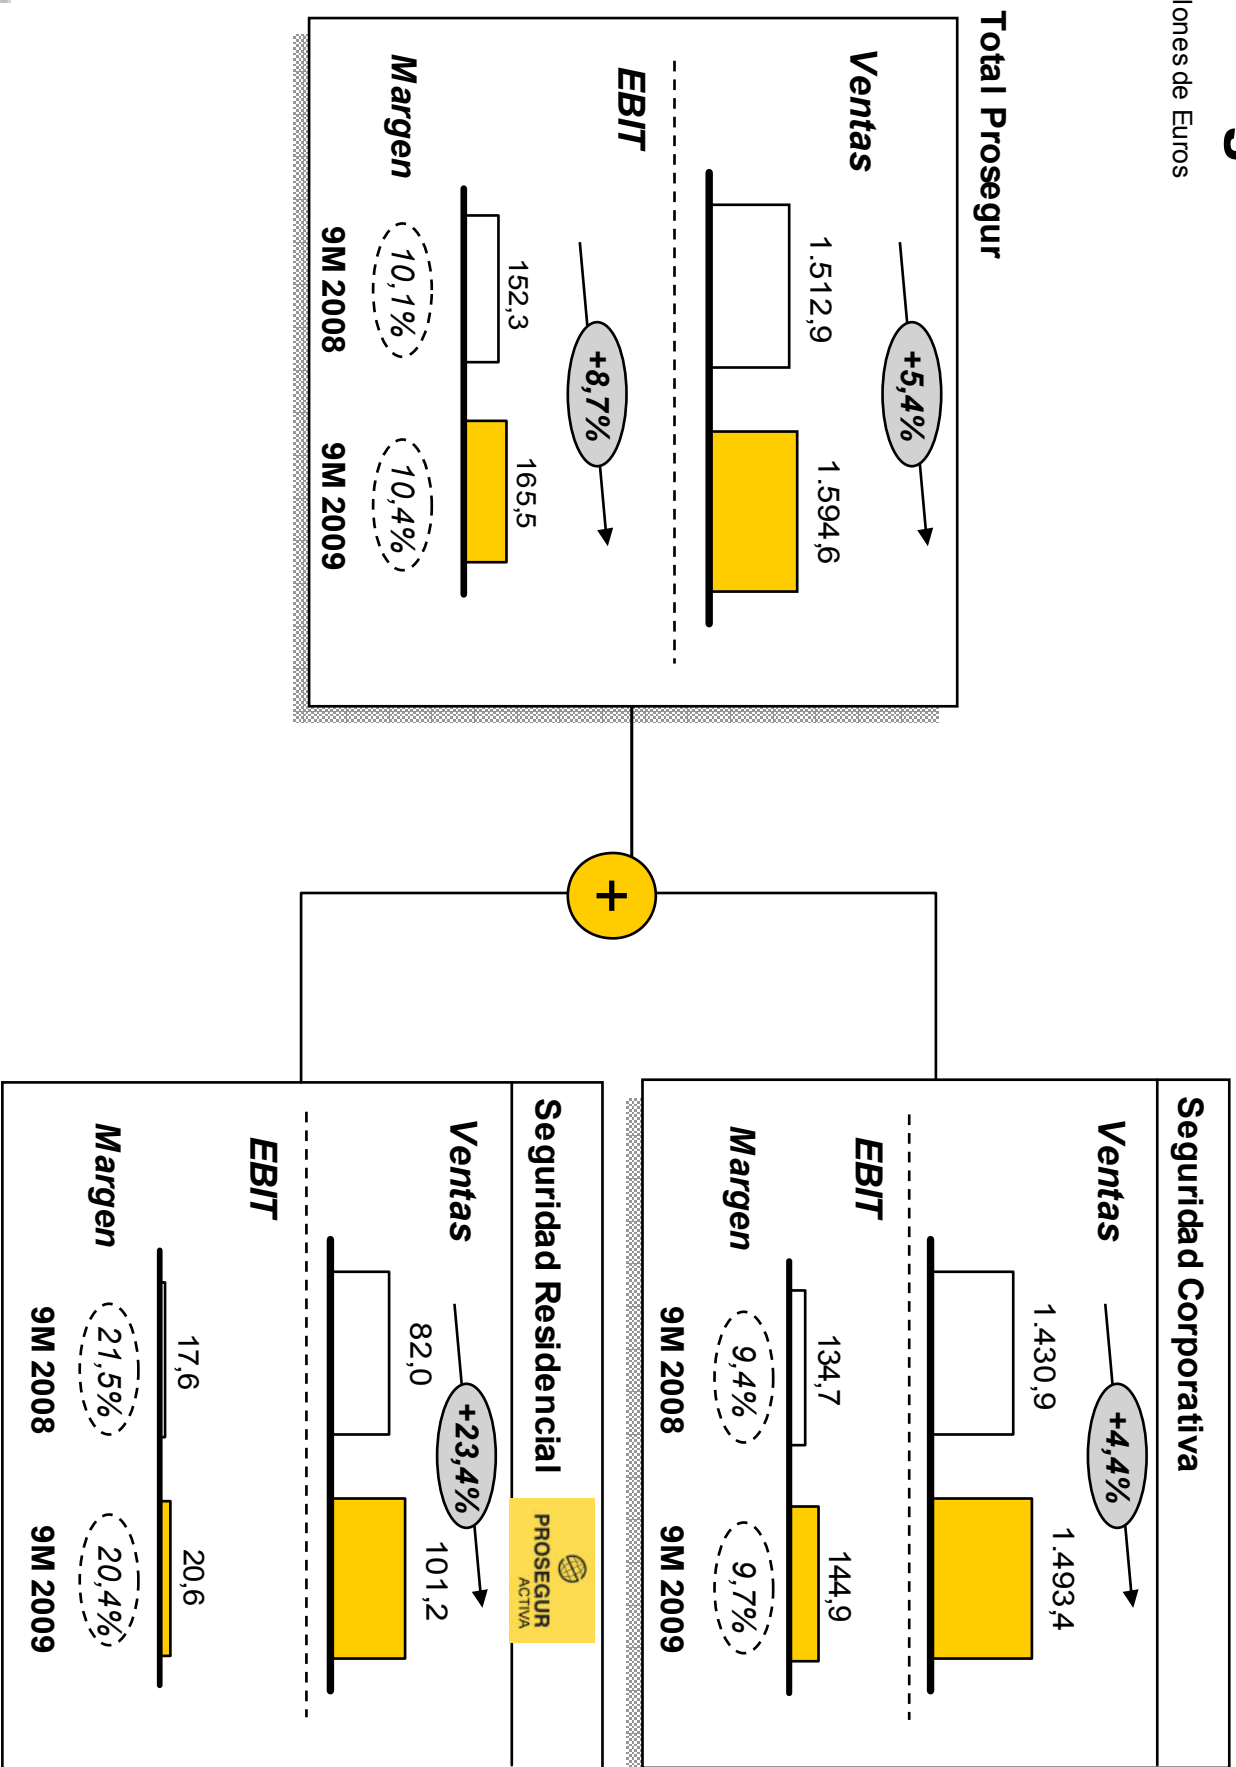 lones de Euros
Total Prosegur
Ventas
+5,4%
1.512,9
1.594,6
EBIT
+8,7%
152,3
165,5
Margen
10,1%
10,4%
9M 2008
9M 2009
+
Seguridad Corporativa
Ventas
+4,4%
1.430,9
1.493,4
EBIT
134,7
144,9
Margen
9,4%
9,7%
9M 2008
9M 2009
Seguridad Residencial
PROSEGUR
ACTIVA
Ventas
+23,4%
82,0
101,2
EBIT
17,6
20,6
Margen
21,5%
20,4%
9M 2008
9M 2009